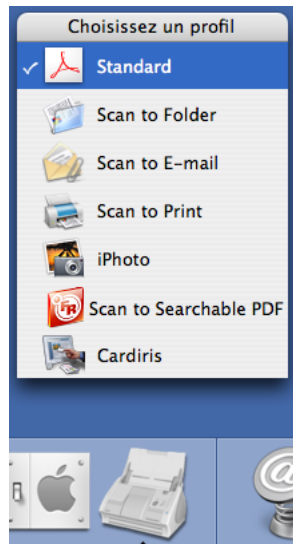 Choisissez un profil
Standard
Scan to Folder
Scan to E-mail
Scan to Print
iPhoto
Scan to Searchable PDF
Cardiris
@